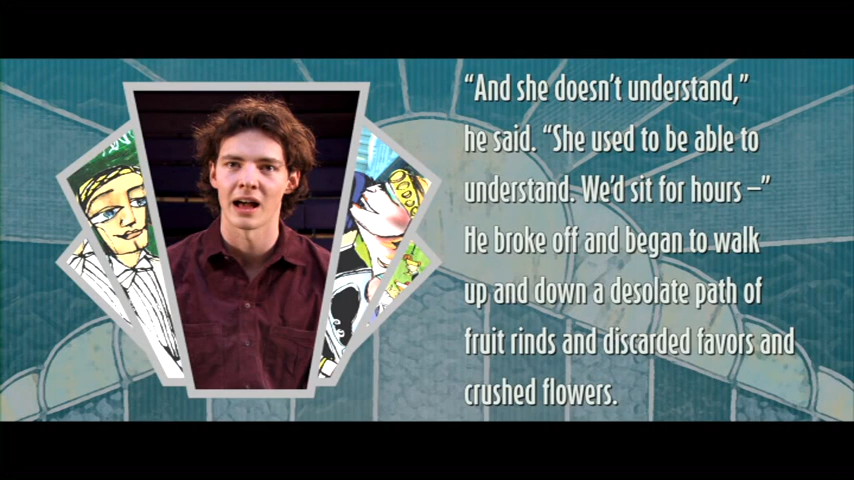 “And she doesn’t understand,”
he said. “She used to be able to
understand. We’d sit for hours –”
He broke off and began to walk
up and down a desolate path of
fruit rinds and discarded favors and
crushed flowers.